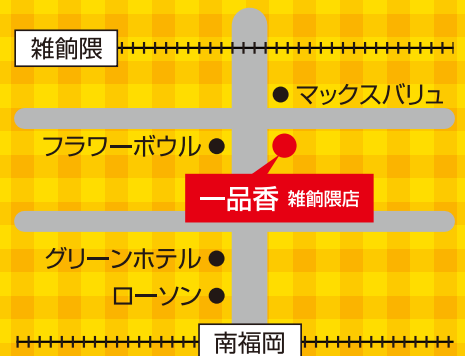 雑餉隈
マックスバリュ
フラワーボウル
一品香 雑餉隈店
グリーンホテル
ローソン
南福岡